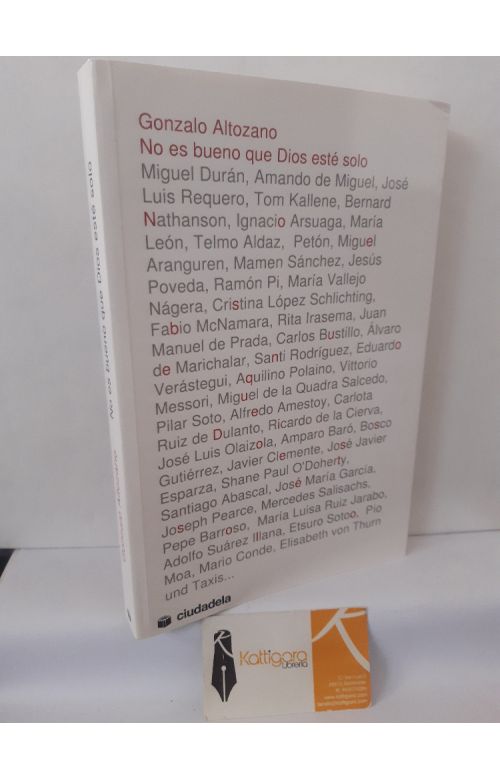 Gonzalo Altozano
No es bueno que Dios esté solo
Miguel Durán, Amando de Miguel, José
Luis Requero, Tom Kallene, Bernard
Nathanson, Ignacio Arsuaga, María
León, Telmo Aldaz, Petón, Miguel
Aranguren, Mamen Sánchez, Jesús
Poveda, Ramón Pi, María Vallejo
Nágera, Cristina López Schlichting,
Fabio McNamara, Rita Irasema, Juan
Manuel de Prada, Carlos Bustillo, Álvaro
de Marichalar, Santi Rodríguez, Eduardo
Verástegui, Aquilino Polaino, Vittorio
Messori, Miguel de la Quadra Salcedo,
Pilar Soto, Alfredo Amestoy, Carlota
Ruiz de Dulanto, Ricardo de la Cierva,
José Luis Olaizola, Amparo Baró, Bosco
Gutiérrez, Javier Clemente, José Javier
Esparza, Shane Paul O'Doherty,
Santiago Abascal, José María García,
Joseph Pearce, Mercedes Salisachs,
Pepe Barroso, María Luisa Ruiz Jarabo,
Adolfo Suárez Illana, Etsuro Sotoo, Pío
Moa, Mario Conde, Elisabeth von Thurn
und Taxis...
ciudadela
Gonzalo Altozano No es bueno que Dios esté solo
Kattigara
Librería